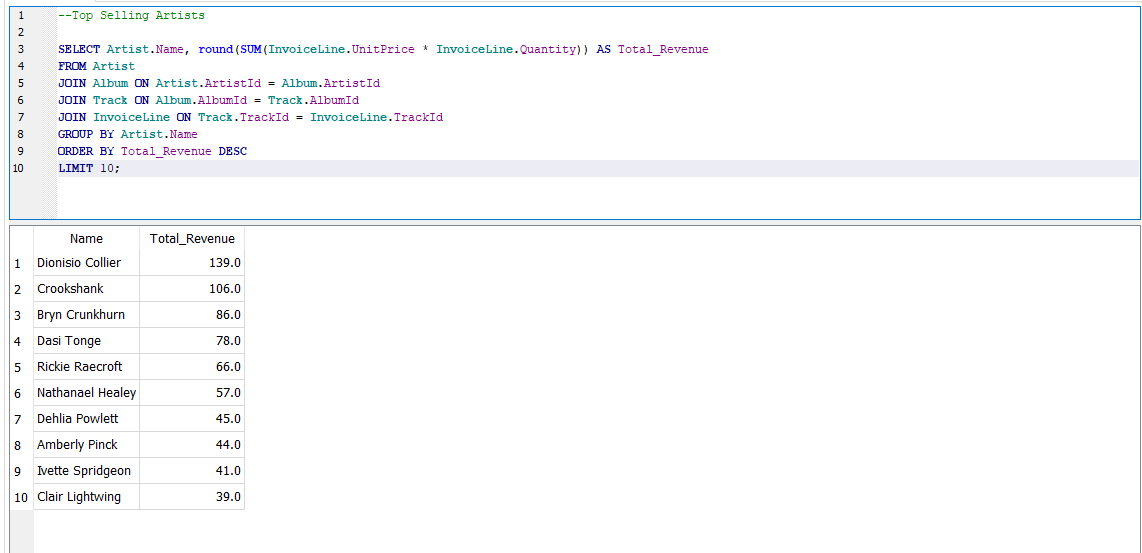 1 --Top Selling Artists
2
3 SELECT Artist.Name, round(SUM(InvoiceLine.UnitPrice * InvoiceLine.Quantity)) AS Total_Revenue
4 FROM Artist
5 JOIN Album ON Artist.ArtistId = Album.ArtistId
6 JOIN Track ON Album.AlbumId = Track.AlbumId
7 JOIN InvoiceLine ON Track.TrackId = InvoiceLine.TrackId
8 GROUP BY Artist.Name
9 ORDER BY Total_Revenue DESC
10 LIMIT 10;
Name Total_Revenue
1 Dionisio Collier 139.0
2 Crookshank 106.0
3 Bryn Crunkhurn 86.0
4 Dasi Tonge 78.0
5 Rickie Raecroft 66.0
6 Nathanael Healey 57.0
7 Dehlia Powlett 45.0
8 Amberly Pinck 44.0
9 Ivette Spridgeon 41.0
10 Clair Lightwing 39.0